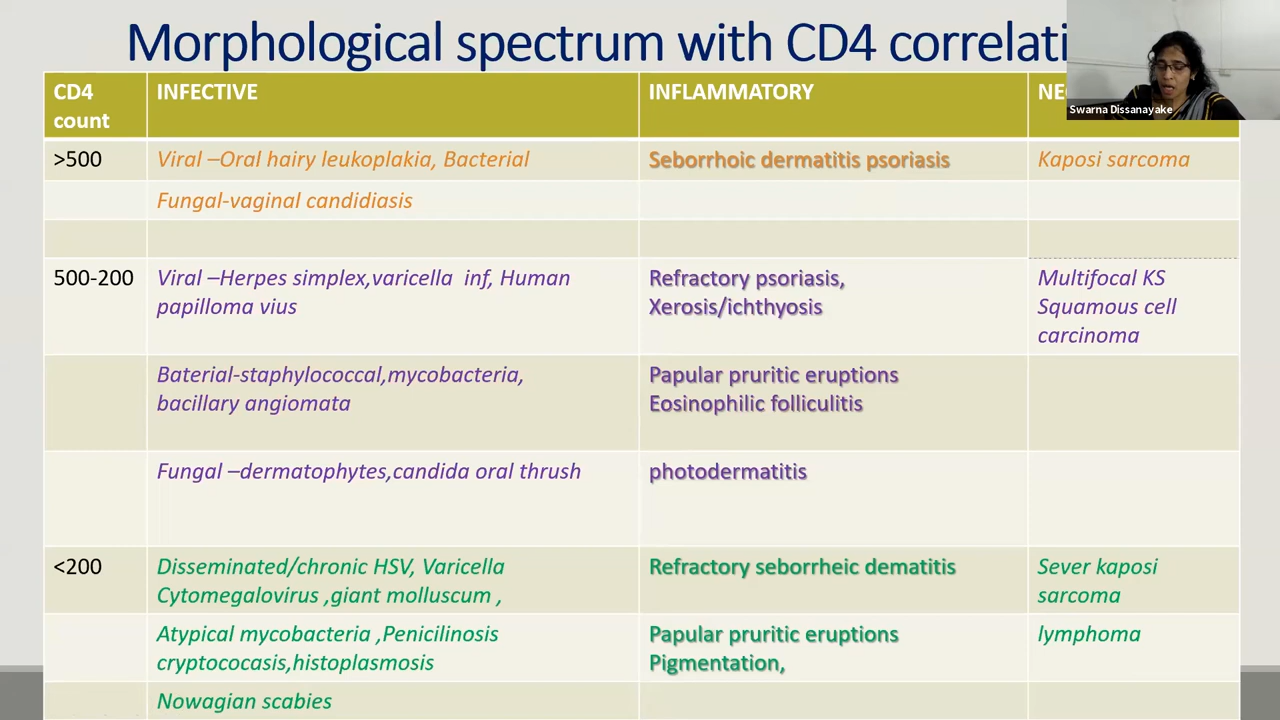 Morphological spectrum with CD4 correlati
Swarna Dissanayake
CD4
count
INFECTIVE
INFLAMMATORY
NE
>500
Viral –Oral hairy leukoplakia, Bacterial
Seborrhoic dermatitis psoriasis
Kaposi sarcoma
Fungal-vaginal candidiasis
500-200
Viral –Herpes simplex,varicella  inf, Human
papilloma vius
Refractory psoriasis,
Xerosis/ichthyosis
Multifocal KS
Squamous cell
carcinoma
Baterial-staphylococcal,mycobacteria,
bacillary angiomata
Papular pruritic eruptions
Eosinophilic folliculitis
Fungal –dermatophytes,candida oral thrush
photodermatitis
<200
Disseminated/chronic HSV, Varicella
Cytomegalovirus ,giant molluscum ,
Refractory seborrheic dematitis
Sever kaposi
sarcoma
Atypical mycobacteria ,Penicilinosis
cryptococasis,histoplasmosis
Papular pruritic eruptions
Pigmentation,
lymphoma
Nowagian scabies